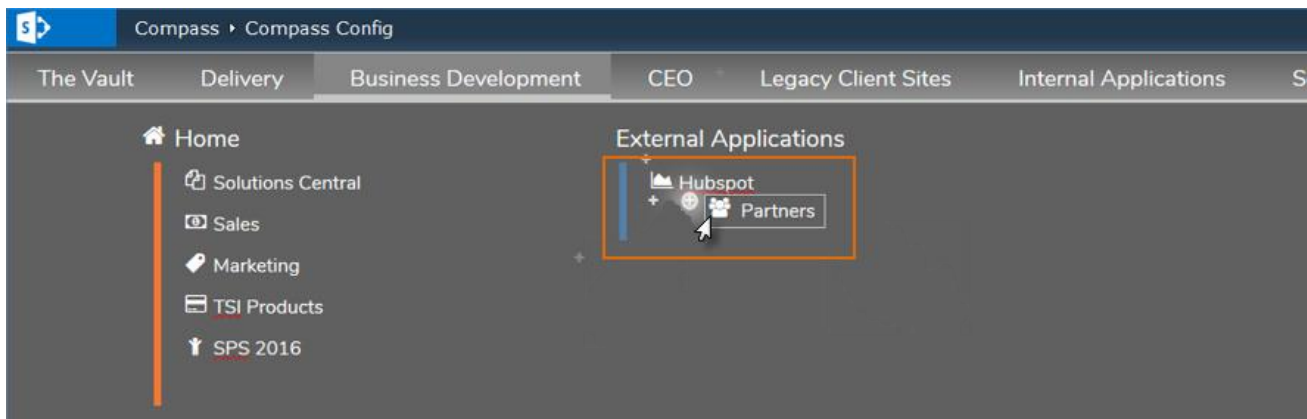 S
Compass ‣ Compass Config
The Vault Delivery Business Development CEO Legacy Client Sites Internal Applications S
Home
Solutions Central
Sales
Marketing
TSI Products
SPS 2016
External Applications
Hubspot
Partners